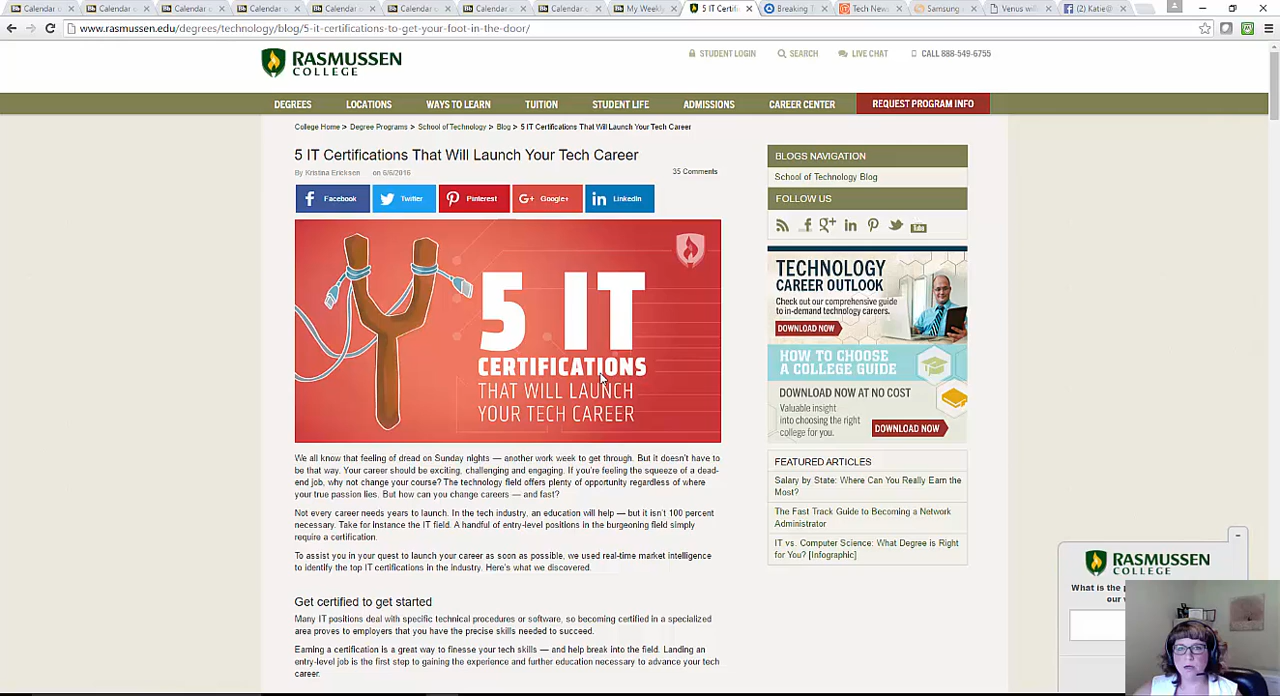 Calendar o
Calendar o
Calendar o
Calendar o
Calendar o
Calendar o
Calendar o
Calendar o
My Weekly
5 IT Certif
Breaking
Tech News
Samsung
Venus will
(2) Katie@
www.rasmussen.edu/degrees/technology/blog/5-it-certifications-to-get-your-foot-in-the-door/
RASMUSSEN
COLLEGE
STUDENT LOGIN
SEARCH
LIVE CHAT
CALL 888-549-6755
DEGREES
LOCATIONS
WAYS TO LEARN
TUITION
STUDENT LIFE
ADMISSIONS
CAREER CENTER
REQUEST PROGRAM INFO
College Home > Degree Programs > School of Technology > Blog > 5 IT Certifications That Will Launch Your Tech Career
5 IT Certifications That Will Launch Your Tech Career
By Kristina Ericksen on 6/6/2016
35 Comments
Facebook
Twitter
Pinterest
G+ Google+
in LinkedIn
5 IT
CERTIFICATIONS
THAT WILL LAUNCH
YOUR TECH CAREER
We all know that feeling of dread on Sunday nights — another work week to get through. But it doesn't have to
be that way. Your career should be exciting, challenging and engaging. If you're feeling the squeeze of a dead-
end job, why not change your course? The technology field offers plenty of opportunity regardless of where
your true passion lies. But how can you change careers — and fast?
Not every career needs years to launch. In the tech industry, an education will help — but it isn't 100 percent
necessary. Take for instance the IT field. A handful of entry-level positions in the burgeoning field simply
require a certification.
To assist you in your quest to launch your career as soon as possible, we used real-time market intelligence
to identify the top IT certifications in the industry. Here's what we discovered.
Get certified to get started
Many IT positions deal with specific technical procedures or software, so becoming certified in a specialized
area proves to employers that you have the precise skills needed to succeed.
Earning a certification is a great way to finesse your tech skills — and help break into the field. Landing an
entry-level job is the first step to gaining the experience and further education necessary to advance your tech
career.
BLOGS NAVIGATION
School of Technology Blog
FOLLOW US
TECHNOLOGY
CAREER OUTLOOK
Check out our comprehensive guide
to in-demand technology careers.
DOWNLOAD NOW
HOW TO CHOOSE
A COLLEGE GUIDE
DOWNLOAD NOW AT NO COST
Valuable insight
into choosing the right
college for you.
DOWNLOAD NOW
FEATURED ARTICLES
Salary by State: Where Can You Really Earn the
Most?
The Fast Track Guide to Becoming a Network
Administrator
IT vs. Computer Science: What Degree is Right
for You? [Infographic]
RASMUSSEN
COLLEGE
What is the
our